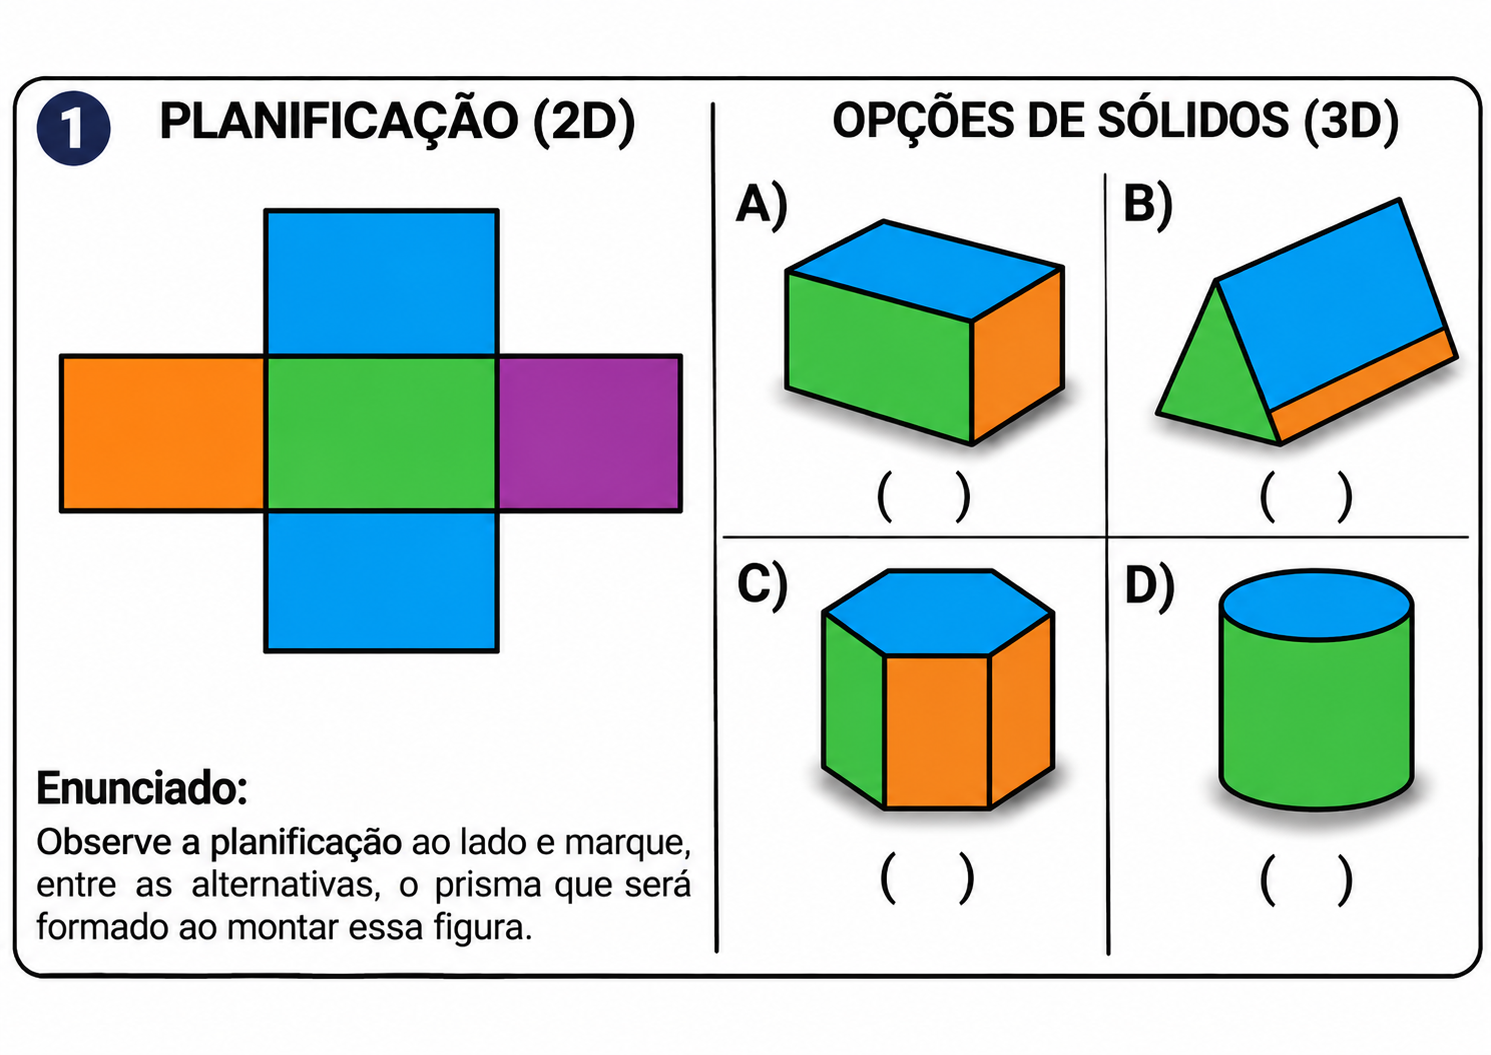 1 PLANIFICAÇÃO (2D)
Enunciado:
Observe a planificação ao lado e marque,
entre as alternativas, o prisma que será
formado ao montar essa figura.
OPÇÕES DE SÓLIDOS (3D)
A)
( )
B)
( )
C)
( )
D)
( )